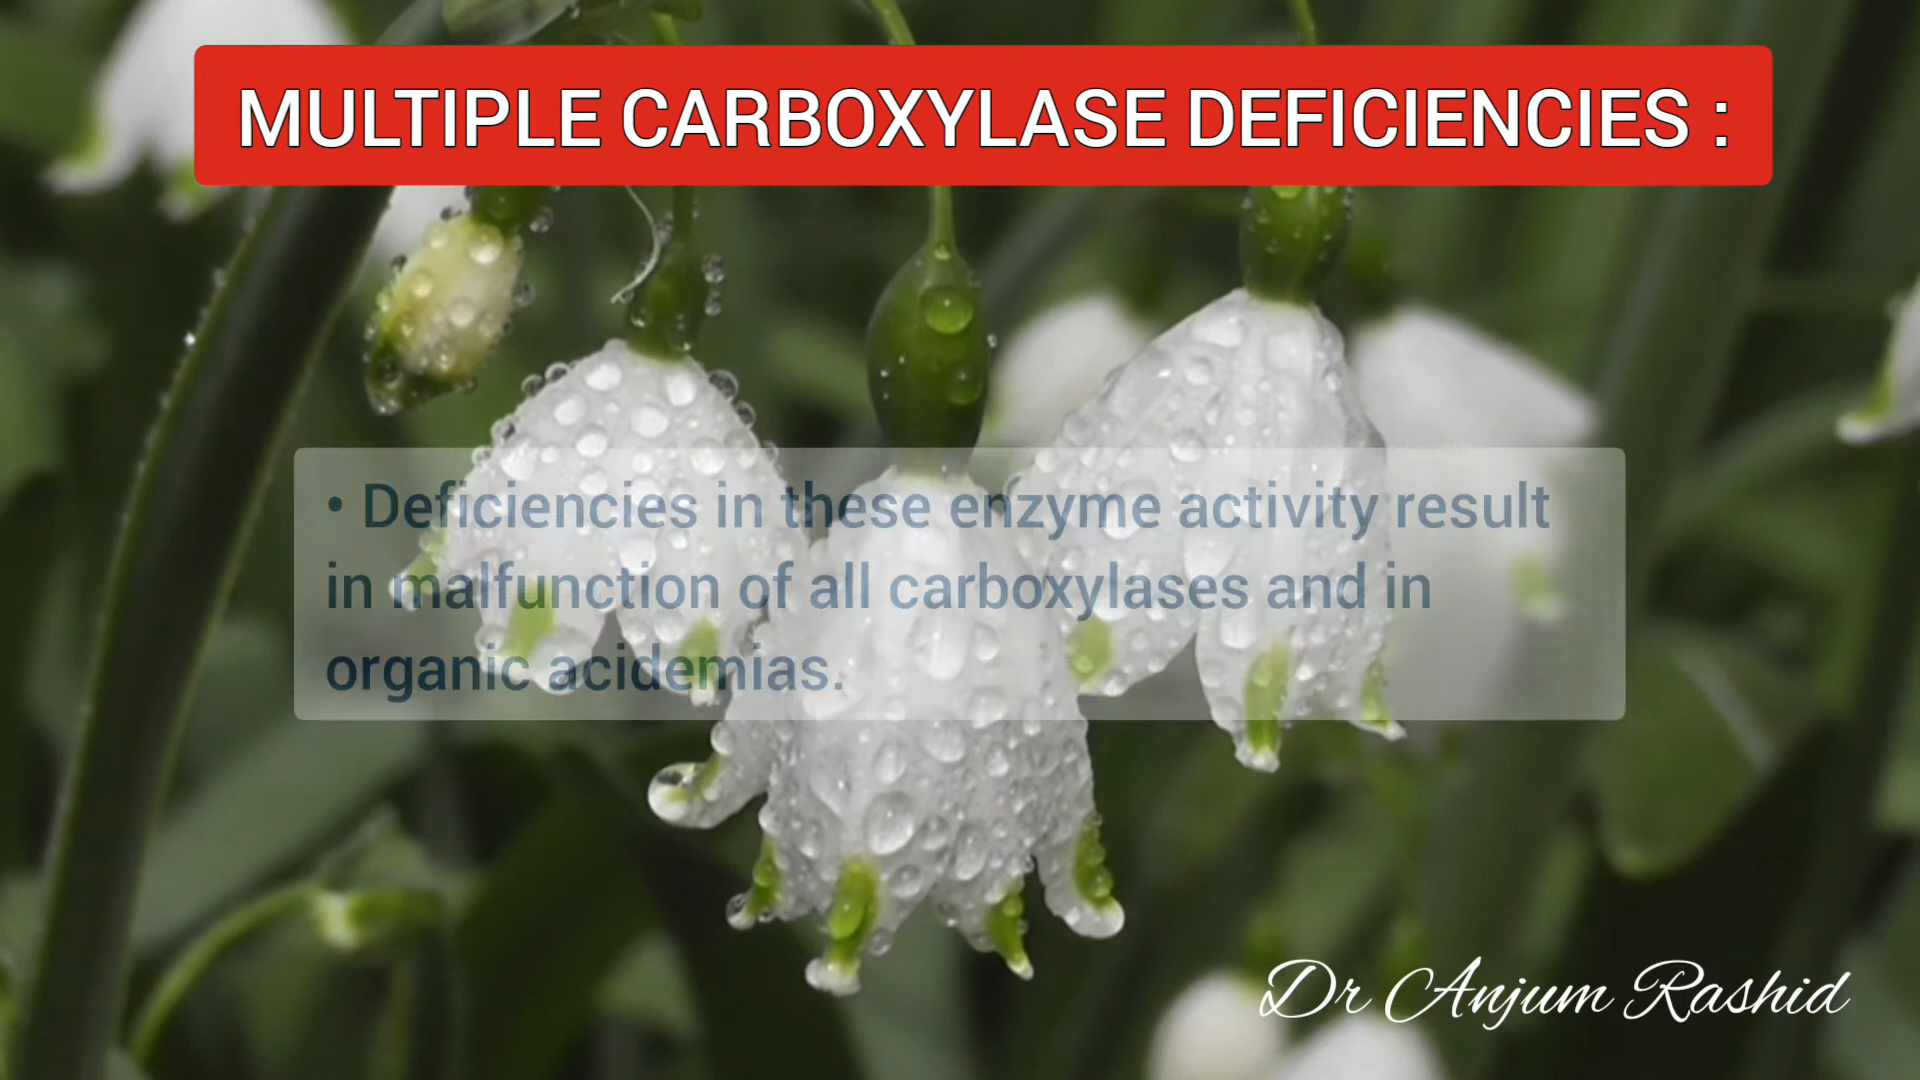 MULTIPLE CARBOXYLASE DEFICIENCIES :
• Deficiencies in these enzyme activity result
in malfunction of all carboxylases and in
organic acidemias.
Dr Anjum Rashid